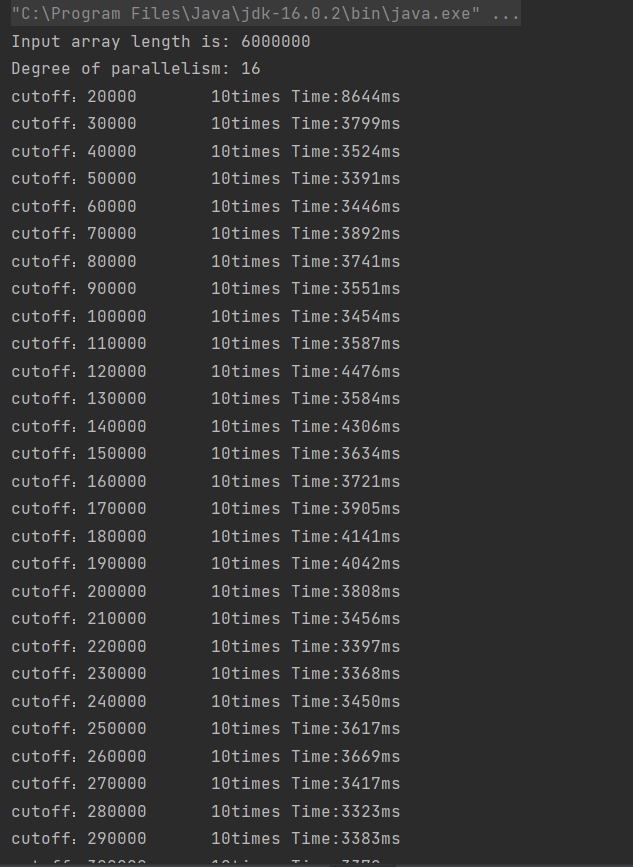 "C:\Program Files\Java\jdk-16.0.2\bin\java.exe" ...
Input array length is: 6000000
Degree of parallelism: 16
cutoff：20000 10times Time:8644ms
cutoff：30000 10times Time:3799ms
cutoff：40000 10times Time:3524ms
cutoff：50000 10times Time:3391ms
cutoff：60000 10times Time:3446ms
cutoff：70000 10times Time:3892ms
cutoff：80000 10times Time:3741ms
cutoff：90000 10times Time:3551ms
cutoff：100000 10times Time:3454ms
cutoff：110000 10times Time:3587ms
cutoff：120000 10times Time:4476ms
cutoff：130000 10times Time:3584ms
cutoff：140000 10times Time:4306ms
cutoff：150000 10times Time:3634ms
cutoff：160000 10times Time:3721ms
cutoff：170000 10times Time:3905ms
cutoff：180000 10times Time:4141ms
cutoff：190000 10times Time:4042ms
cutoff：200000 10times Time:3808ms
cutoff：210000 10times Time:3456ms
cutoff：220000 10times Time:3397ms
cutoff：230000 10times Time:3368ms
cutoff：240000 10times Time:3450ms
cutoff：250000 10times Time:3617ms
cutoff：260000 10times Time:3669ms
cutoff：270000 10times Time:3417ms
cutoff：280000 10times Time:3323ms
cutoff：290000 10times Time:3383ms